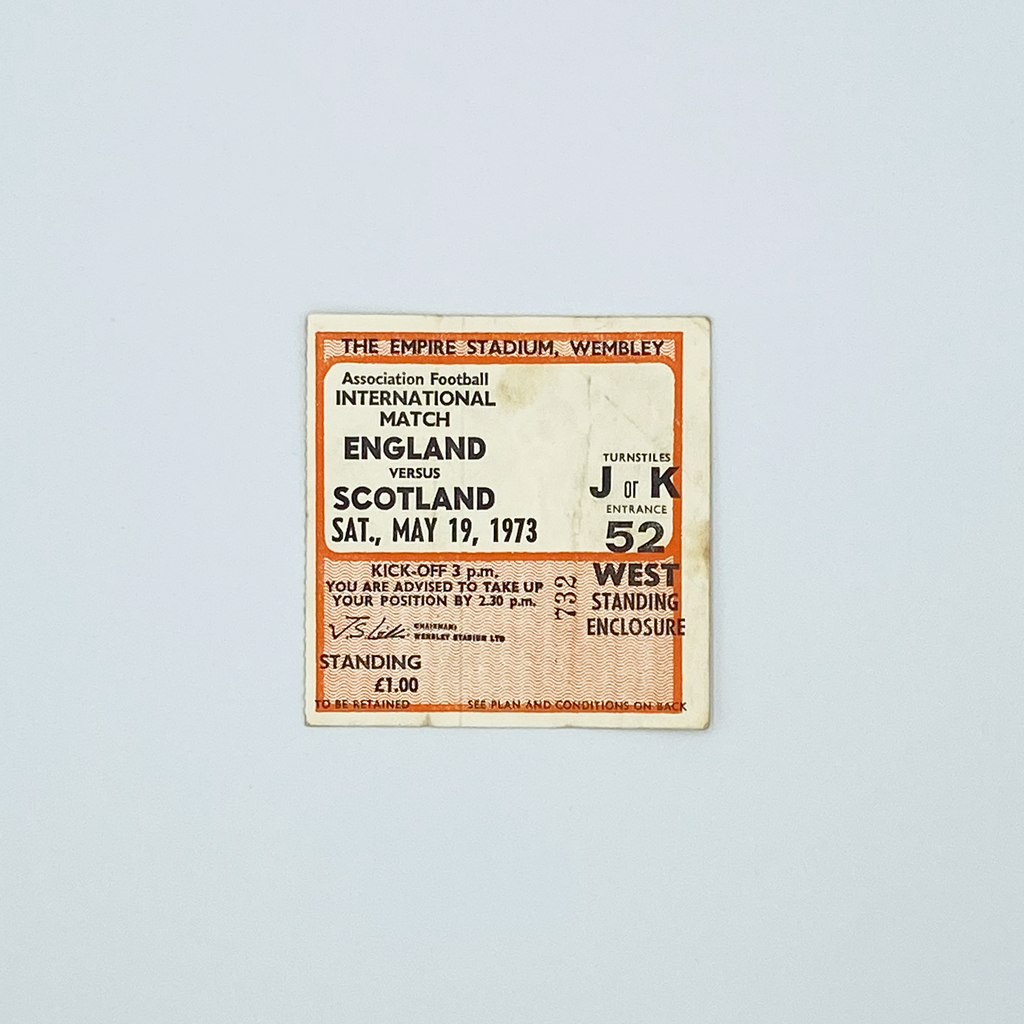 THE EMPIRE STADIUM, WEMBLEY
Association Football
INTERNATIONAL
MATCH
ENGLAND
VERSUS
SCOTLAND
SAT., MAY 19, 1973
KICK-OFF 3 p.m.
YOU ARE ADVISED TO TAKE UP
YOUR POSITION BY 2.30 p.m.
CHAIRMAN:
WEMBLEY STADIUM LTD
STANDING
£1.00
TO BE RETAINED
TURNSTILES
J or K
ENTRANCE
52
WEST
STANDING
ENCLOSURE
732
SEE PLAN AND CONDITIONS ON BACK